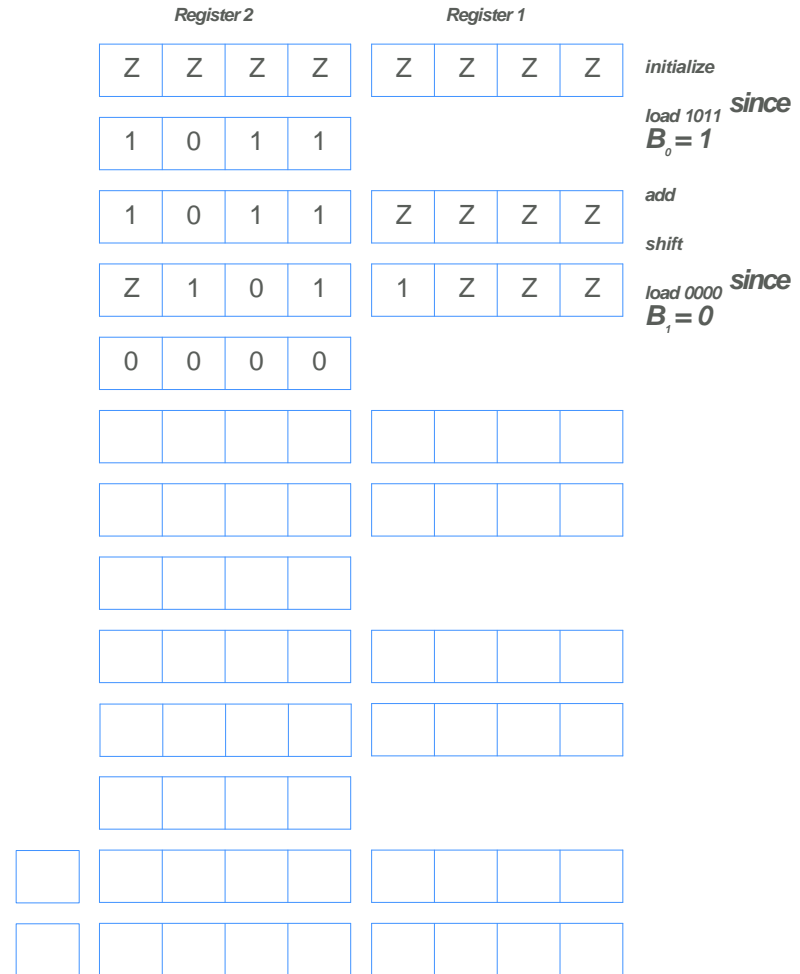 Register 2 Register 1
Z Z Z Z Z Z Z Z initialize
load 1011 since
1 0 1 1 B₀ = 1
1 0 1 1 Z Z Z Z add
shift
Z 1 0 1 1 Z Z Z load 0000 since
B₁ = 0
0 0 0 0